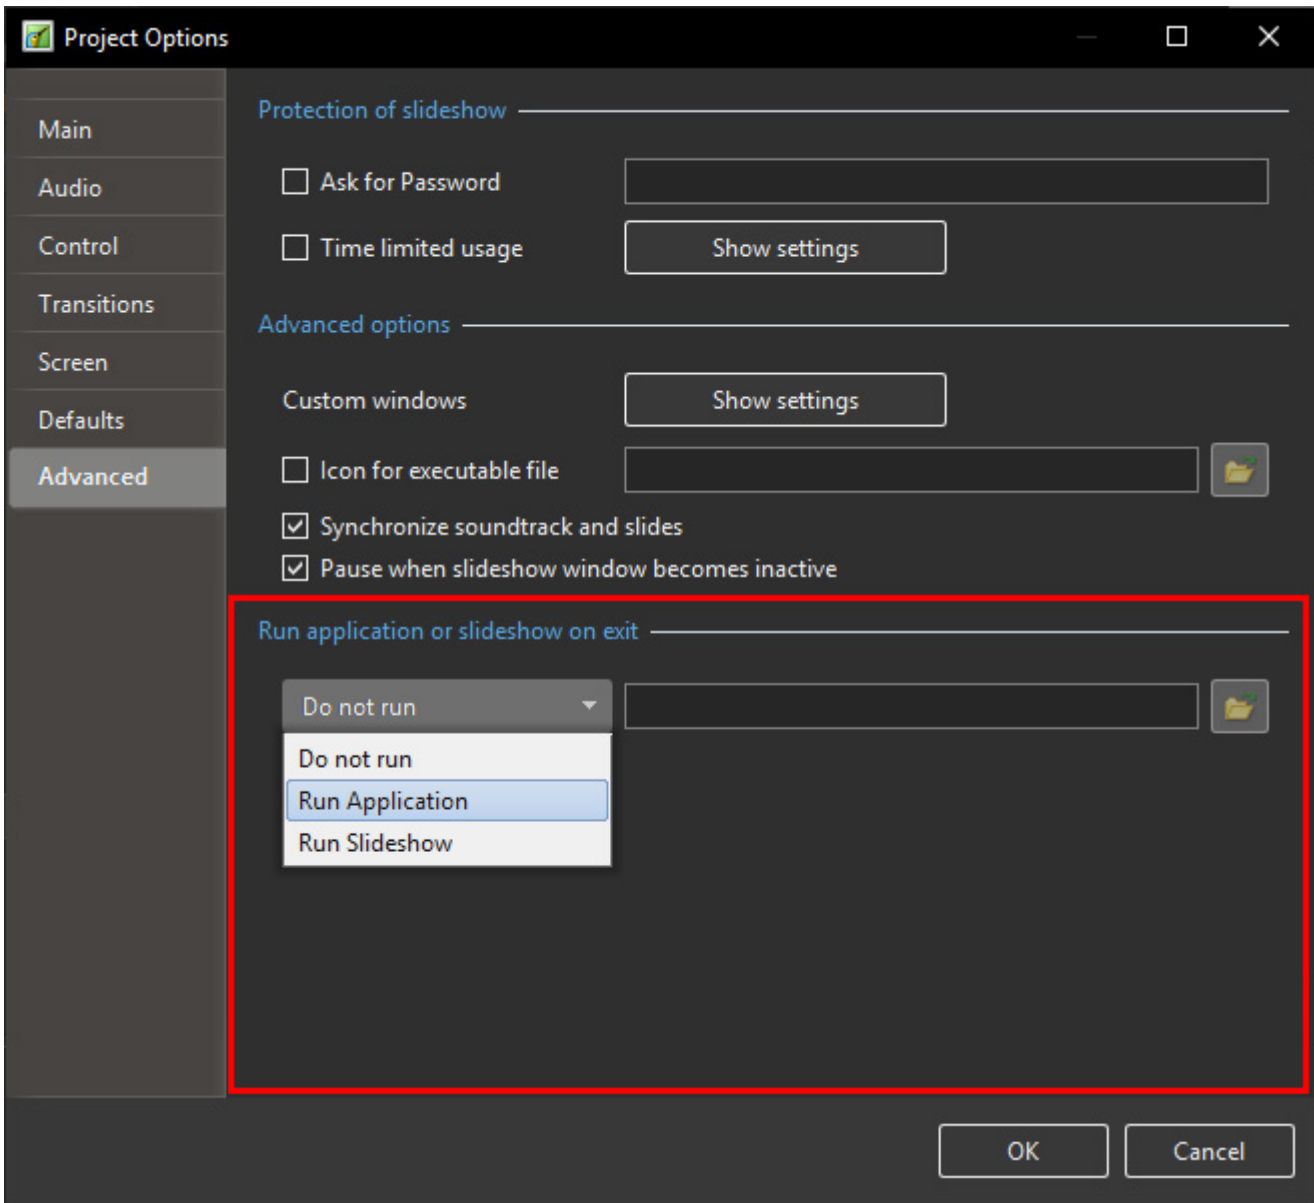 Project Options
Main
Audio
Control
Transitions
Screen
Defaults
Advanced
Protection of slideshow
Ask for Password
Time limited usage
Show settings
Advanced options
Custom windows
Show settings
Icon for executable file
Synchronize soundtrack and slides
Pause when slideshow window becomes inactive
Run application or slideshow on exit
Do not run
Do not run
Run Application
Run Slideshow
OK
Cancel